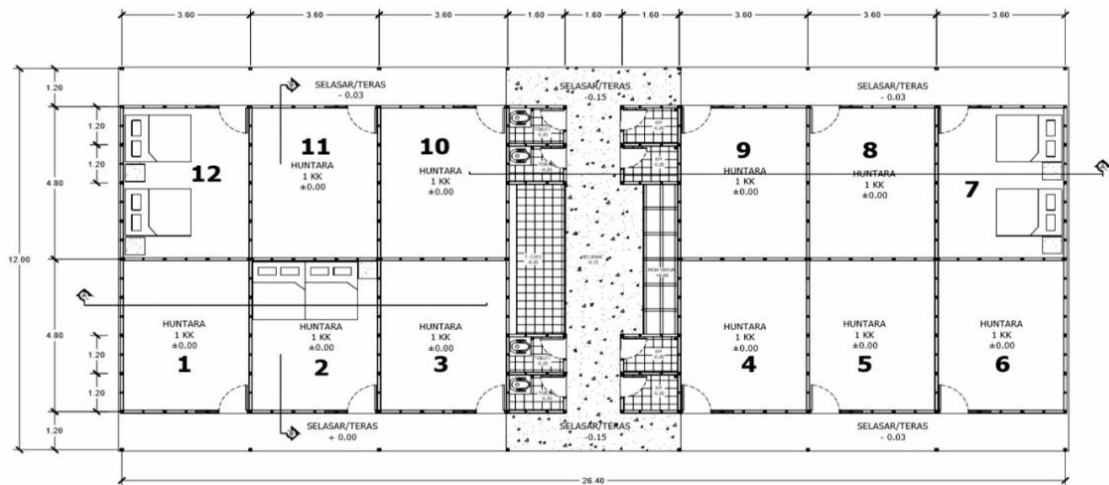 3.60 3.60 3.60 1.60 1.60 1.60 3.60 3.60 3.60
SELASAR/TERAS
- 0.03
SELASAR/TERAS
-0.15
SELASAR/TERAS
- 0.03
1.20
1.20
1.20
4.80
12.00
4.80
1.20
1.20
1.20
12
11
HUNTARA
1 KK
±0.00
10
HUNTARA
1 KK
±0.00
9
HUNTARA
1 KK
±0.00
8
HUNTARA
1 KK
±0.00
7
HUNTARA
1 KK
±0.00
1
HUNTARA
1 KK
±0.00
2
HUNTARA
1 KK
±0.00
3
HUNTARA
1 KK
±0.00
4
HUNTARA
1 KK
±0.00
5
HUNTARA
1 KK
±0.00
6
SELASAR/TERAS
+ 0.00
SELASAR/TERAS
-0.15
SELASAR/TERAS
- 0.03
26.40